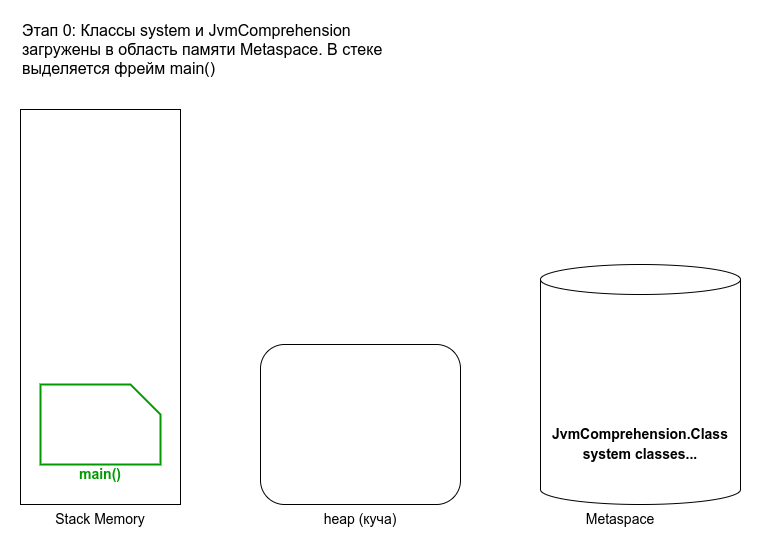 Этап 0: Классы system и JvmComprehension
загружены в область памяти Metaspace. В стеке
выделяется фрейм main()
JvmComprehension.Class
system classes...
main()
Stack Memory
heap (куча)
Metaspace